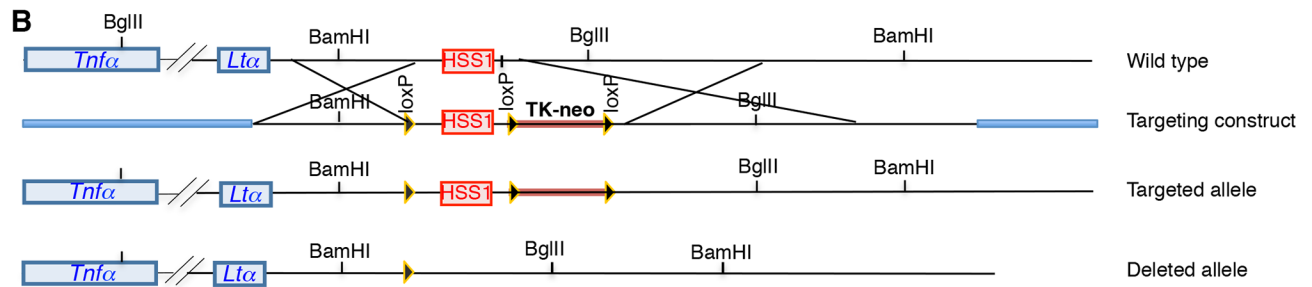 B
BglII
Tnfα
Ltα
BamHI
HSS1
BglII
BamHI
Wild type
BamHI
loxP
HSS1
loxP
TK-neo
loxP
BglII
Targeting construct
Tnfα
Ltα
BamHI
HSS1
BglII
BamHI
Targeted allele
Tnfα
Ltα
BamHI
BglII
BamHI
Deleted allele